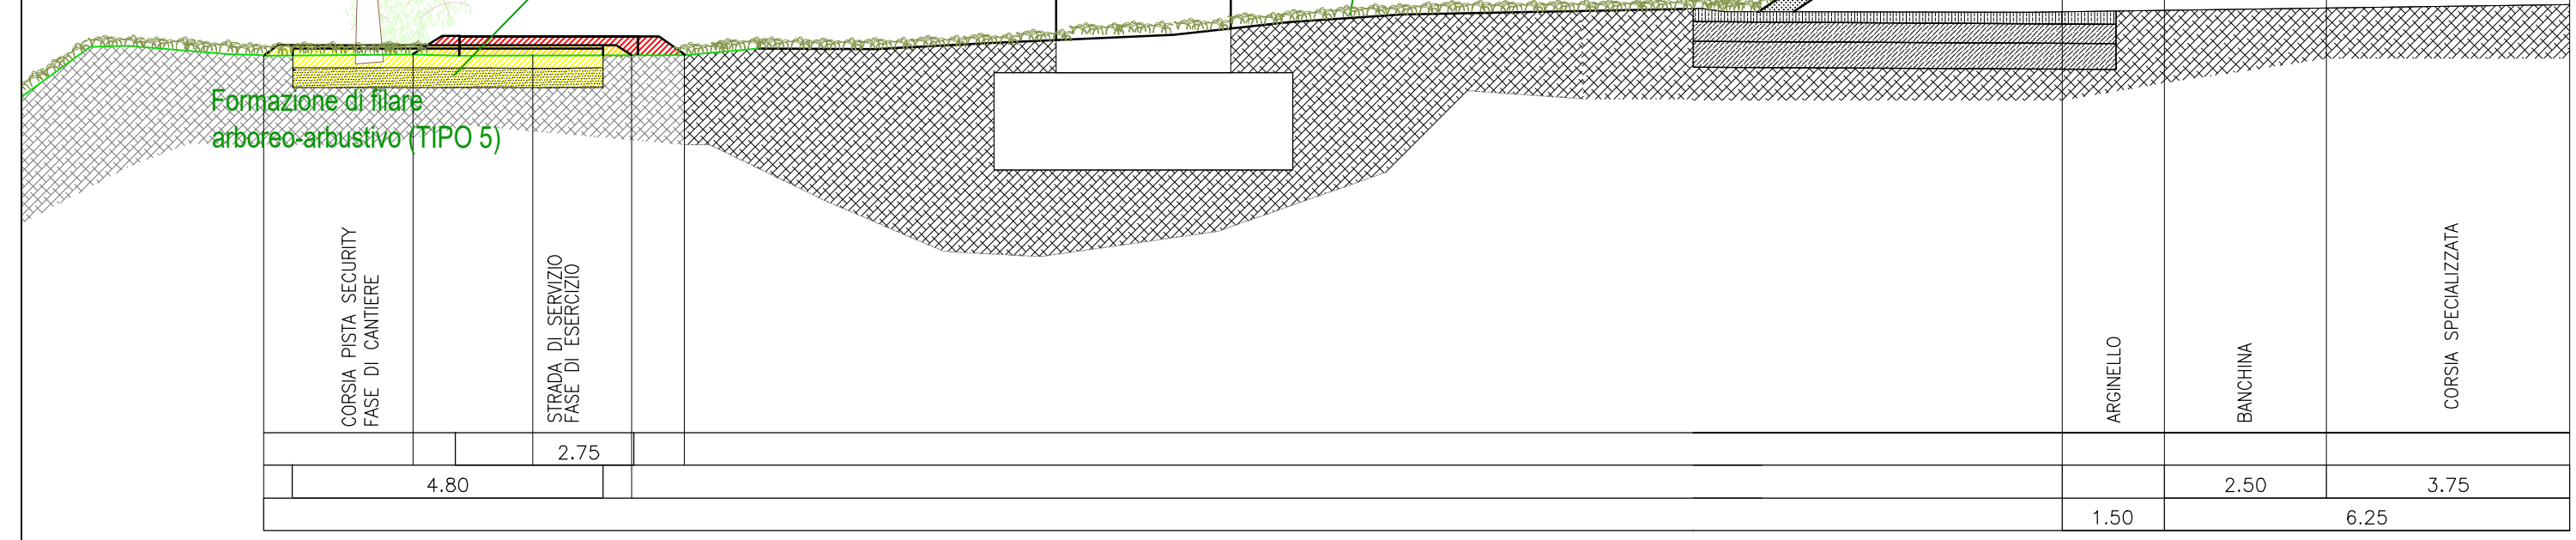 Formazione di filare
arboreo-arbustivo (TIPO 5)
CORSIA PISTA SECURITY
FASE DI CANTIERE
STRADA DI SERVIZIO
FASE DI ESERCIZIO
ARGINELLO
BANCHINA
CORSIA SPECIALIZZATA
2.75
4.80
2.50
3.75
1.50
6.25